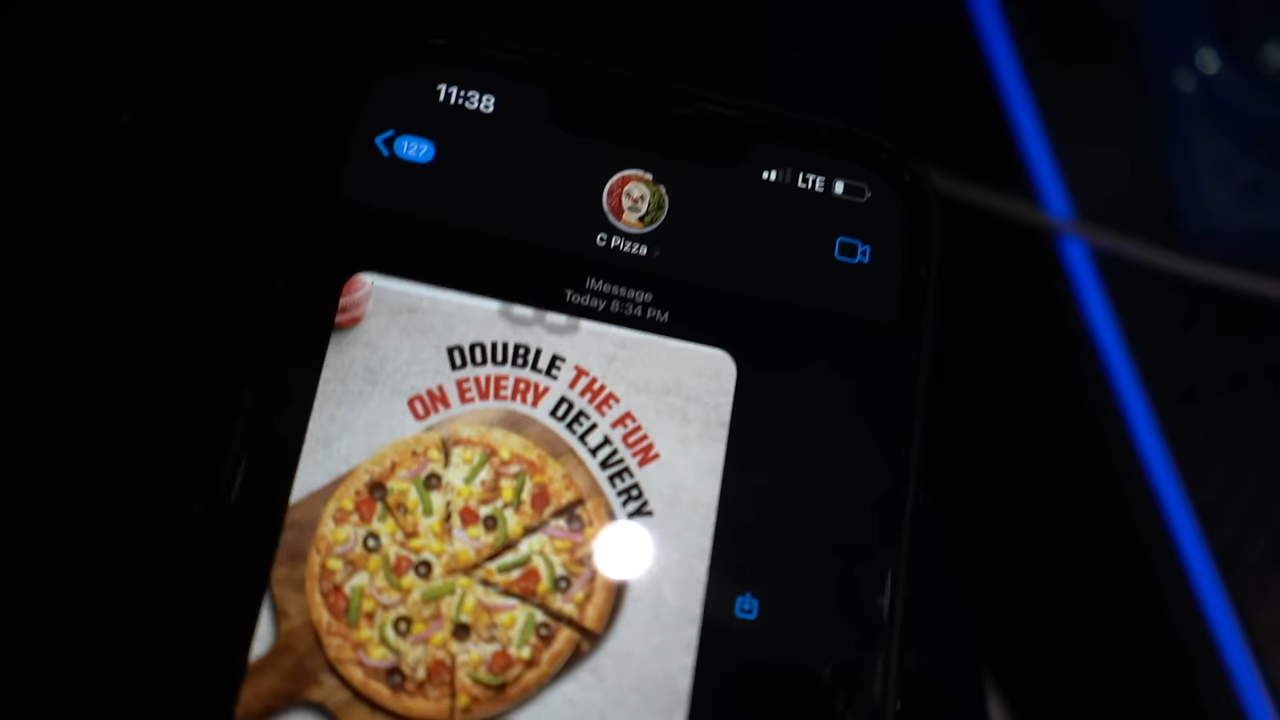 11:38
127
LTE
C Pizza
iMessage
Today 8:34 PM
DOUBLE THE FUN
ON EVERY DELIVERY